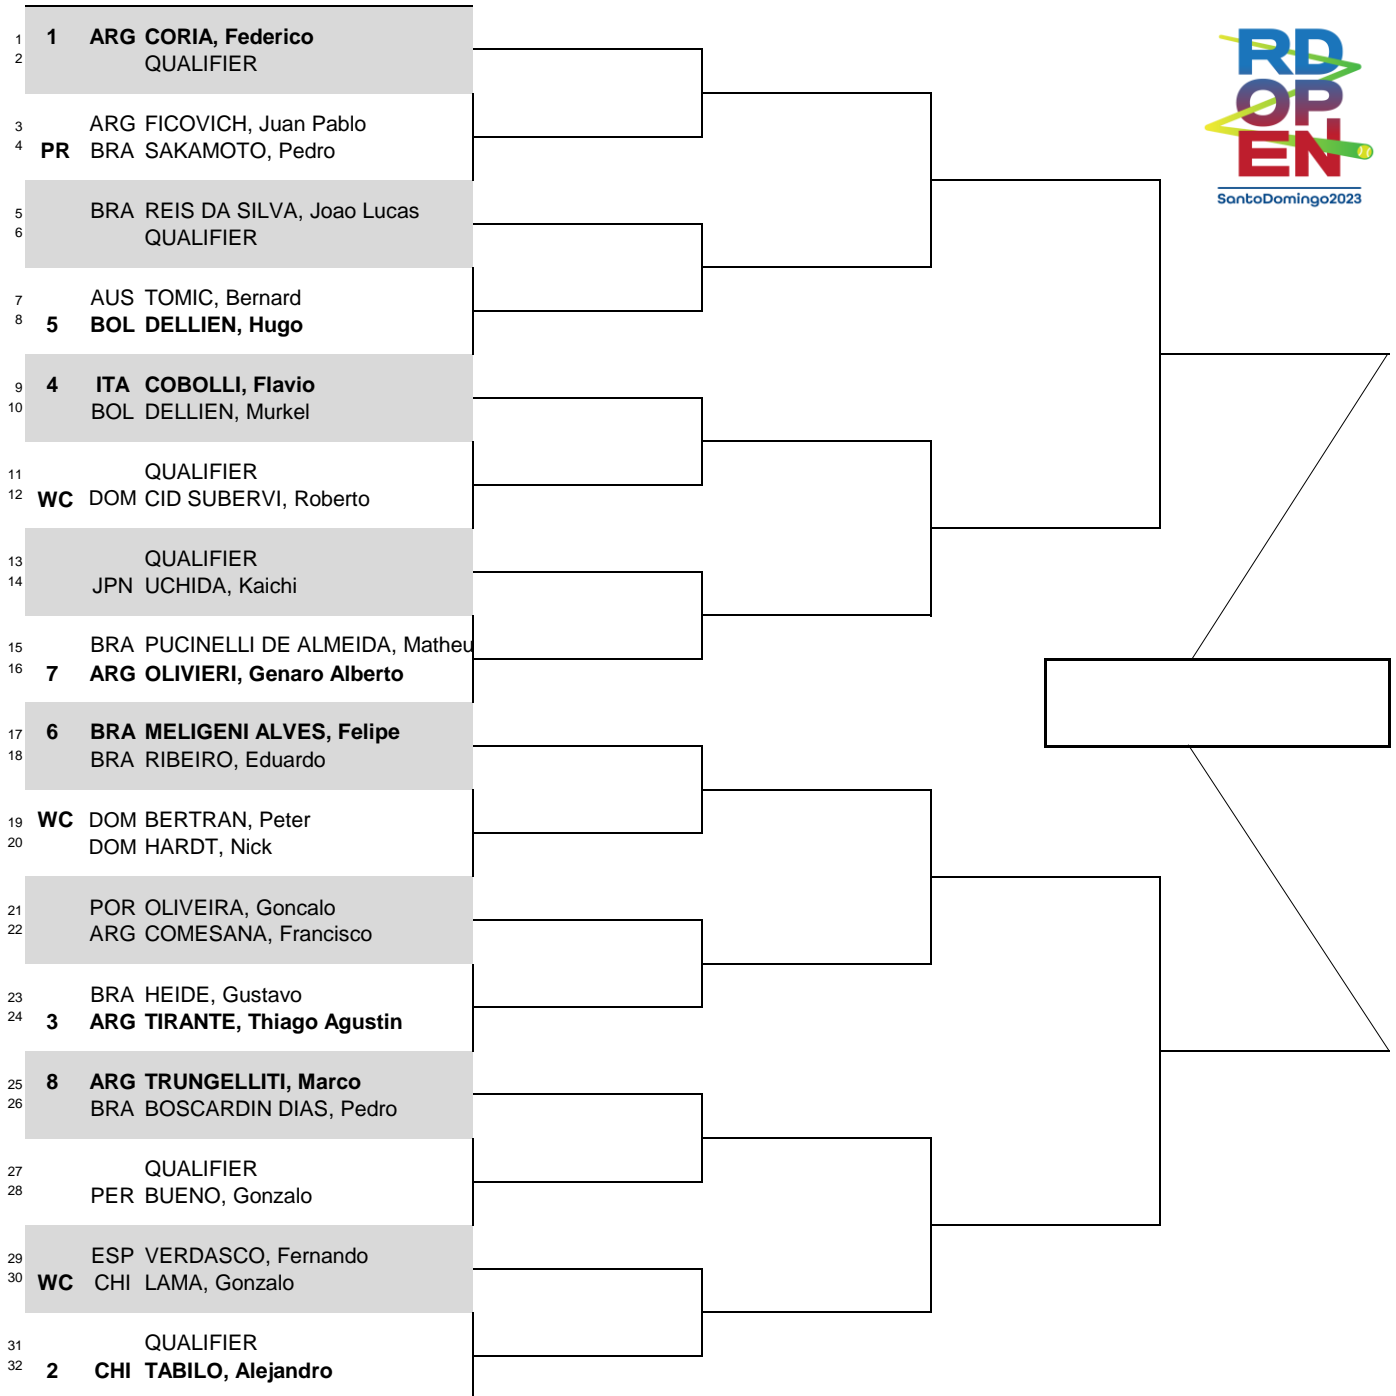 1 1 ARG CORIA, Federico
2 QUALIFIER
3 ARG FICOVICH, Juan Pablo
4 PR BRA SAKAMOTO, Pedro
5 BRA REIS DA SILVA, Joao Lucas
6 QUALIFIER
7 AUS TOMIC, Bernard
8 5 BOL DELLIEN, Hugo
9 4 ITA COBOLLI, Flavio
10 BOL DELLIEN, Murkel
11 QUALIFIER
12 WC DOM CID SUBERVI, Roberto
13 QUALIFIER
14 JPN UCHIDA, Kaichi
15 BRA PUCINELLI DE ALMEIDA, Matheu
16 7 ARG OLIVIERI, Genaro Alberto
17 6 BRA MELIGENI ALVES, Felipe
18 BRA RIBEIRO, Eduardo
19 WC DOM BERTRAN, Peter
20 DOM HARDT, Nick
21 POR OLIVEIRA, Goncalo
22 ARG COMESANA, Francisco
23 BRA HEIDE, Gustavo
24 3 ARG TIRANTE, Thiago Agustin
25 8 ARG TRUNGELLITI, Marco
26 BRA BOSCARDIN DIAS, Pedro
27 QUALIFIER
28 PER BUENO, Gonzalo
29 ESP VERDASCO, Fernando
30 WC CHI LAMA, Gonzalo
31 QUALIFIER
32 2 CHI TABILO, Alejandro
RD
OP
EN
SantoDomingo2023